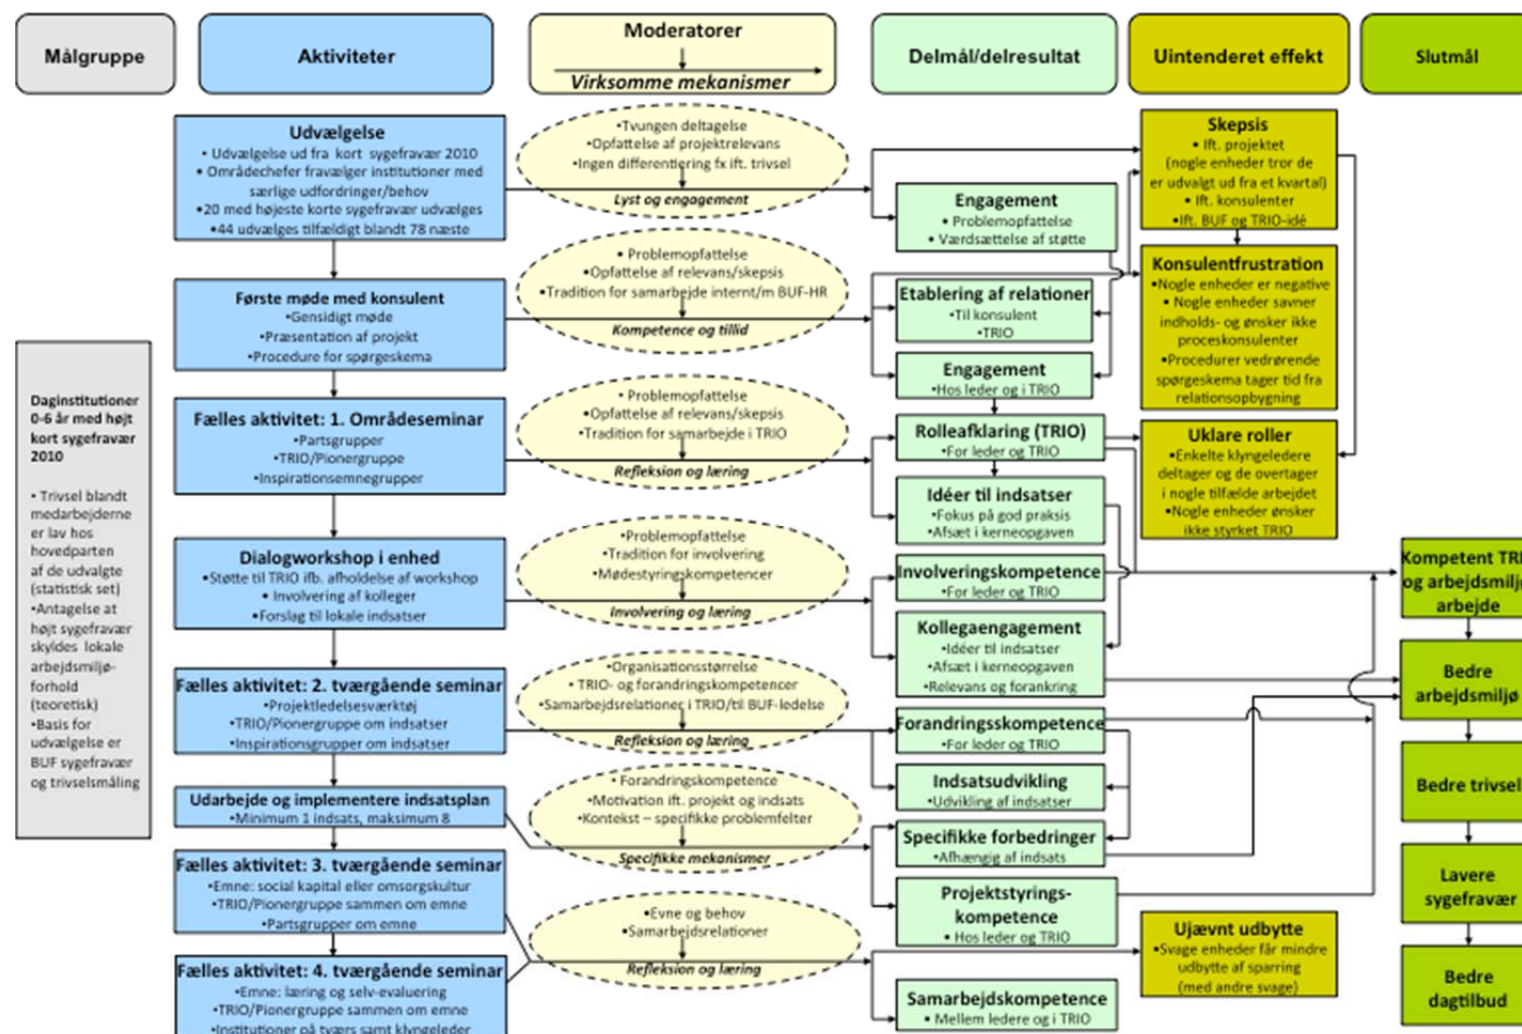 Målgruppe
Aktiviteter
Moderatorer
Virksomme mekanismer
Delmål/delresultat
Uintenderet effekt
Slutmål
Daginstitutioner
0-6 år med højt
kort sygefravær
2010
• Trivsel blandt
medarbejderne
er lav hos
hovedparten
af de udvalgte
(statistisk set)
•Antagelse at
højt sygefravær
skyldes lokale
arbejdsmiljø-
forhold
(teoretisk)
•Basis for
udvælgelse er
BUF sygefravær
og trivselsmåling
Udvælgelse
• Udvælgelse ud fra kort sygefravær 2010
• Områdechefer fravælger institutioner med
særlige udfordringer/behov
•20 med højeste korte sygefravær udvælges
•44 udvælges tilfældigt blandt 78 næste
Første møde med konsulent
•Gensidigt møde
•Præsentation af projekt
•Procedure for spørgeskema
Fælles aktivitet: 1. Områdeseminar
•Partsgrupper
•TRIO/Pionergruppe
•Inspirationsemnegrupper
Dialogworkshop i enhed
•Støtte til TRIO ifb. afholdelse af workshop
• Involvering af kolleger
•Forslag til lokale indsatser
Fælles aktivitet: 2. tværgående seminar
•Projektledelsesværktøj
•TRIO/Pionergruppe om indsatser
•Inspirationsgrupper om indsatser
Udarbejde og implementere indsatsplan
•Minimum 1 indsats, maksimum 8
Fælles aktivitet: 3. tværgående seminar
•Emne: social kapital eller omsorgskultur
•TRIO/Pionergruppe sammen om emne
•Partsgrupper om emne
Fælles aktivitet: 4. tværgående seminar
•Emne: læring og selv-evaluering
•TRIO/Pionergruppe sammen om emne
•Institutioner på tværs samt klyngeleder
•Tvungen deltagelse
•Opfattelse af projektrelevans
•Ingen differentiering fx ift. trivsel
Lyst og engagement
• Problemopfattelse
•Opfattelse af relevans/skepsis
•Tradition for samarbejde internt/m BUF-HR
Kompetence og tillid
• Problemopfattelse
•Opfattelse af relevans/skepsis
•Tradition for samarbejde i TRIO
Refleksion og læring
•Problemopfattelse
•Tradition for involvering
•Mødestyringskompetencer
Involvering og læring
•Organisationsstørrelse
• TRIO- og forandringskompetencer
•Samarbejdsrelationer i TRIO/til BUF-ledelse
Refleksion og læring
• Forandringskompetence
•Motivation ift. projekt og indsats
•Kontekst – specifikke problemfelter
Specifikke mekanismer
•Evne og behov
•Samarbejdsrelationer
Refleksion og læring
Engagement
• Problemopfattelse
• Værdsættelse af støtte
Etablering af relationer
•Til konsulent
•TRIO
Engagement
•Hos leder og i TRIO
Rolleafklaring (TRIO)
•For leder og TRIO
Idéer til indsatser
•Fokus på god praksis
•Afsæt i kerneopgaven
Involveringskompetence
•For leder og TRIO
Kollegaengagement
•Idéer til indsatser
•Afsæt i kerneopgaven
•Relevans og forankring
Forandringsskompetence
•For leder og TRIO
Indsatsudvikling
•Udvikling af indsatser
Specifikke forbedringer
•Afhængig af indsats
Projektstyrings-
kompetence
• Hos leder og TRIO
Samarbejdskompetence
• Mellem ledere og i TRIO
Skepsis
• Ift. projektet
(nogle enheder tror de
er udvalgt ud fra et kvartal)
• Ift. konsulenter
•Ift. BUF og TRIO-idé
Konsulentfrustration
•Nogle enheder er negative
• Nogle enheder savner
indholds- og ønsker ikke
proceskonsulenter
•Procedurer vedrørende
spørgeskema tager tid fra
relationsopbygning
Uklare roller
•Enkelte klyngeledere
deltager og de overtager
i nogle tilfælde arbejdet
•Nogle enheder ønsker
ikke styrket TRIO
Ujævnt udbytte
•Svage enheder får mindre
udbytte af sparring
(med andre svage)
Kompetent TRI
og arbejdsmilj
arbejde
Bedre
arbejdsmiljø
Bedre trivsel
Lavere
sygefravær
Bedre
dagtilbud